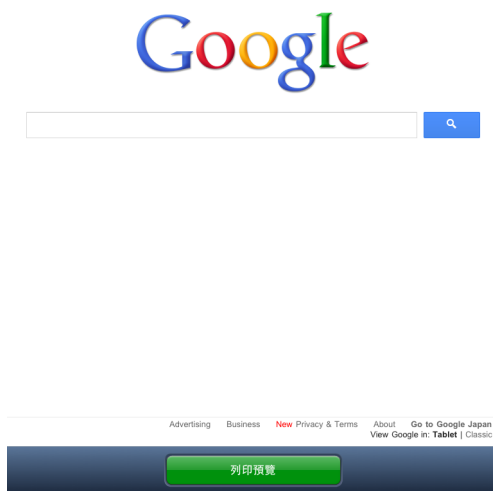 Google
Advertising Business New Privacy & Terms About Go to Google Japan
View Google in: Tablet | Classic
列印預覽